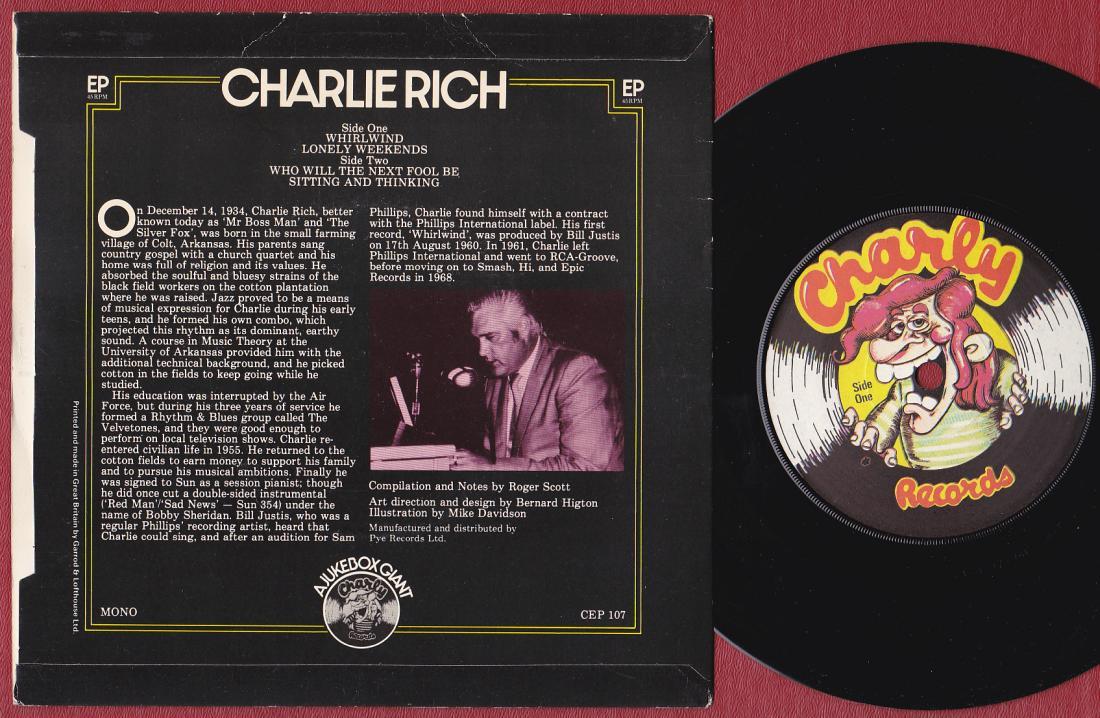 EP
45 RPM
CHARLIE RICH
EP
45 RPM
Side One
WHIRLWIND
LONELY WEEKENDS
Side Two
WHO WILL THE NEXT FOOL BE
SITTING AND THINKING
On December 14, 1934, Charlie Rich, better
known today as 'Mr Boss Man' and 'The
Silver Fox', was born in the small farming
village of Colt, Arkansas. His parents sang
country gospel with a church quartet and his
home was full of religion and its values. He
absorbed the soulful and bluesy strains of the
black field workers on the cotton plantation
where he was raised. Jazz proved to be a means
of musical expression for Charlie during his early
teens, and he formed his own combo, which
projected this rhythm as its dominant, earthy
sound. A course in Music Theory at the
University of Arkansas provided him with the
additional technical background, and he picked
cotton in the fields to keep going while he
studied.
His education was interrupted by the Air
Force, but during his three years of service he
formed a Rhythm & Blues group called The
Velvetones, and they were good enough to
perform on local television shows. Charlie re-
entered civilian life in 1955. He returned to the
cotton fields to earn money to support his family
and to pursue his musical ambitions. Finally he
was signed to Sun as a session pianist; though
he did once cut a double-sided instrumental
('Red Man'/'Sad News' — Sun 354) under the
name of Bobby Sheridan. Bill Justis, who was a
regular Phillips' recording artist, heard that
Charlie could sing, and after an audition for Sam
Phillips, Charlie found himself with a contract
with the Phillips International label. His first
record, 'Whirlwind', was produced by Bill Justis
on 17th August 1960. In 1961, Charlie left
Phillips International and went to RCA-Groove,
before moving on to Smash, Hi, and Epic
Records in 1968.
Compilation and Notes by Roger Scott
Art direction and design by Bernard Higton
Illustration by Mike Davidson
Manufactured and distributed by
Pye Records Ltd.
Printed and made in Great Britain by Garrod & Lofthouse Ltd.
MONO
A JUKEBOX GIANT
Charly
Records
CEP 107
Charly
Side
One
Records